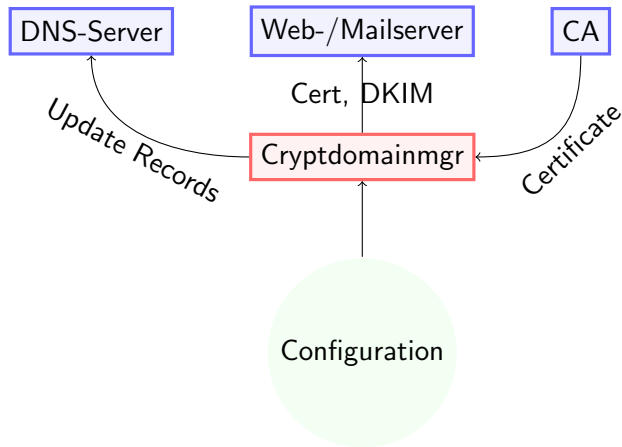 DNS-Server
Web-/Mailserver
CA
Cert, DKIM
Update Records
Certificate
Cryptdomainmgr
Configuration